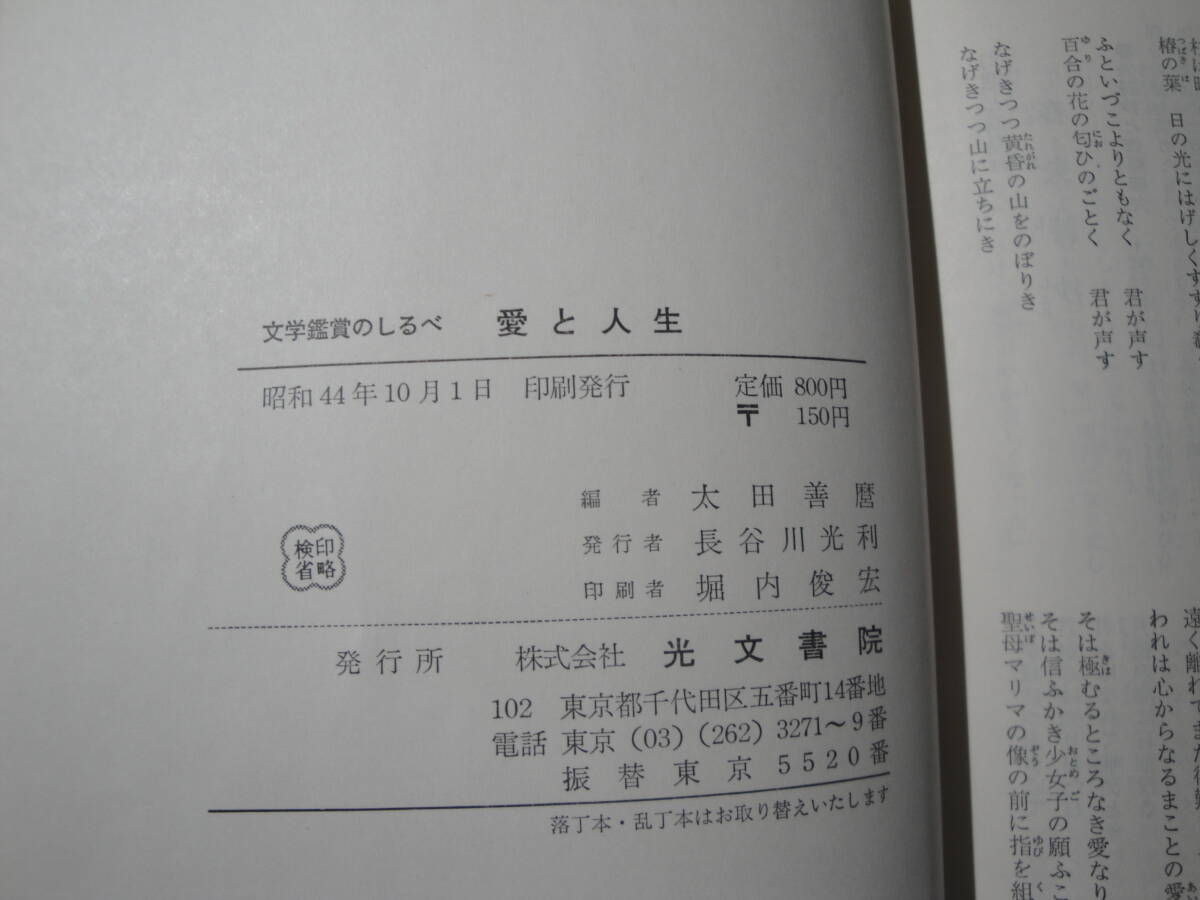 文学鑑賞のしるべ 愛と人生
昭和44年10月1日 印刷発行 定価 800円
〒 150円
編者 太田善麿
発行者 長谷川光利
印刷者 堀内俊宏
検印
省略
発行所 株式会社 光文書院
102 東京都千代田区五番町14番地
電話 東京 (03) (262) 3271～9番
振替東京 5520番
落丁本・乱丁本はお取り替えいたします
椿の葉 日の光にはげしくすすり
ふといづこよりともなく 君が声す
百合の花の匂ひのごとく 君が声す
なげきつつ黄昏の山をのぼりき
なげきつつ山に立ちにき
われは心からなるまことの愛
そは極むるところなき愛なり
そは信ふかき少女子の願ふこ
聖母マリマの像の前に指を組